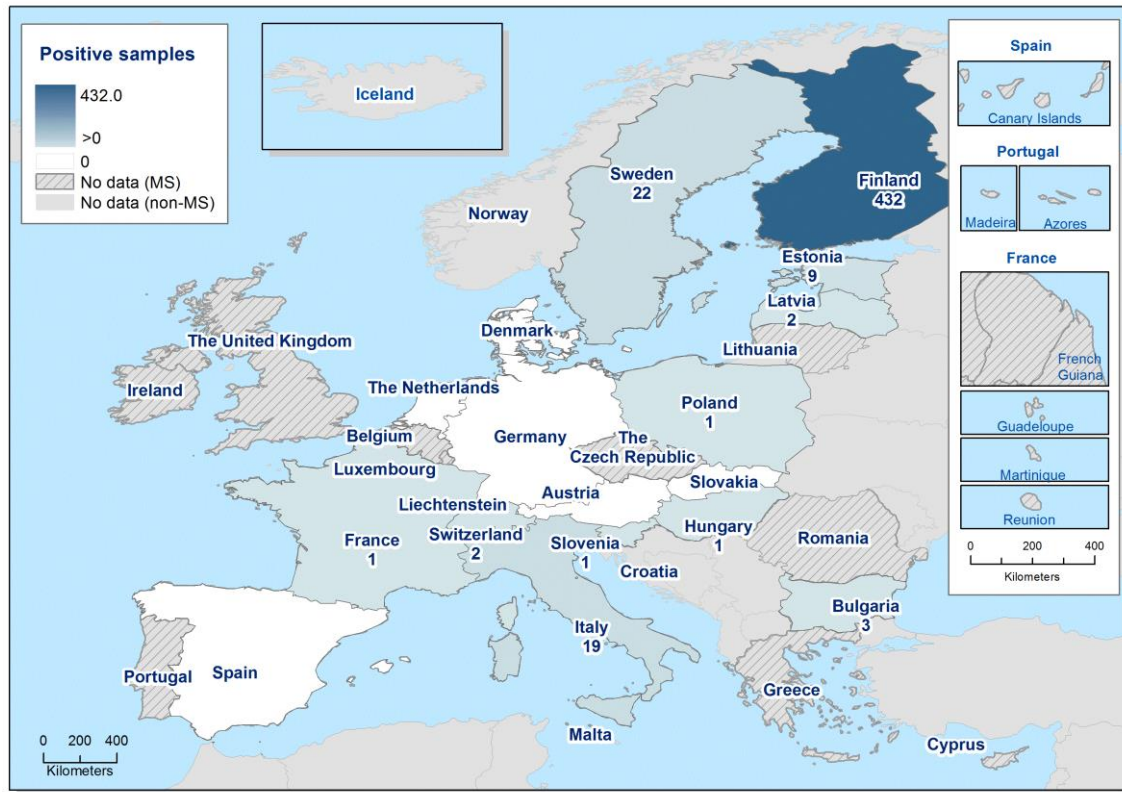 Positive samples
432.0
>0
0
No data (MS)
No data (non-MS)
Iceland
Spain
Canary Islands
Portugal
Madeira
Azores
France
French
Guiana
Guadeloupe
Martinique
Reunion
0 200 400
Kilometers
Norway
Sweden
22
Finland
432
Estonia
9
Latvia
2
Lithuania
Denmark
The United Kingdom
Ireland
The Netherlands
Belgium
Luxembourg
Germany
Poland
1
The
Czech Republic
Slovakia
Austria
Liechtenstein
Switzerland
2
France
1
Slovenia
1
Hungary
1
Croatia
Romania
Bulgaria
3
Italy
19
Portugal
Spain
Greece
Malta
Cyprus
0 200 400
Kilometers